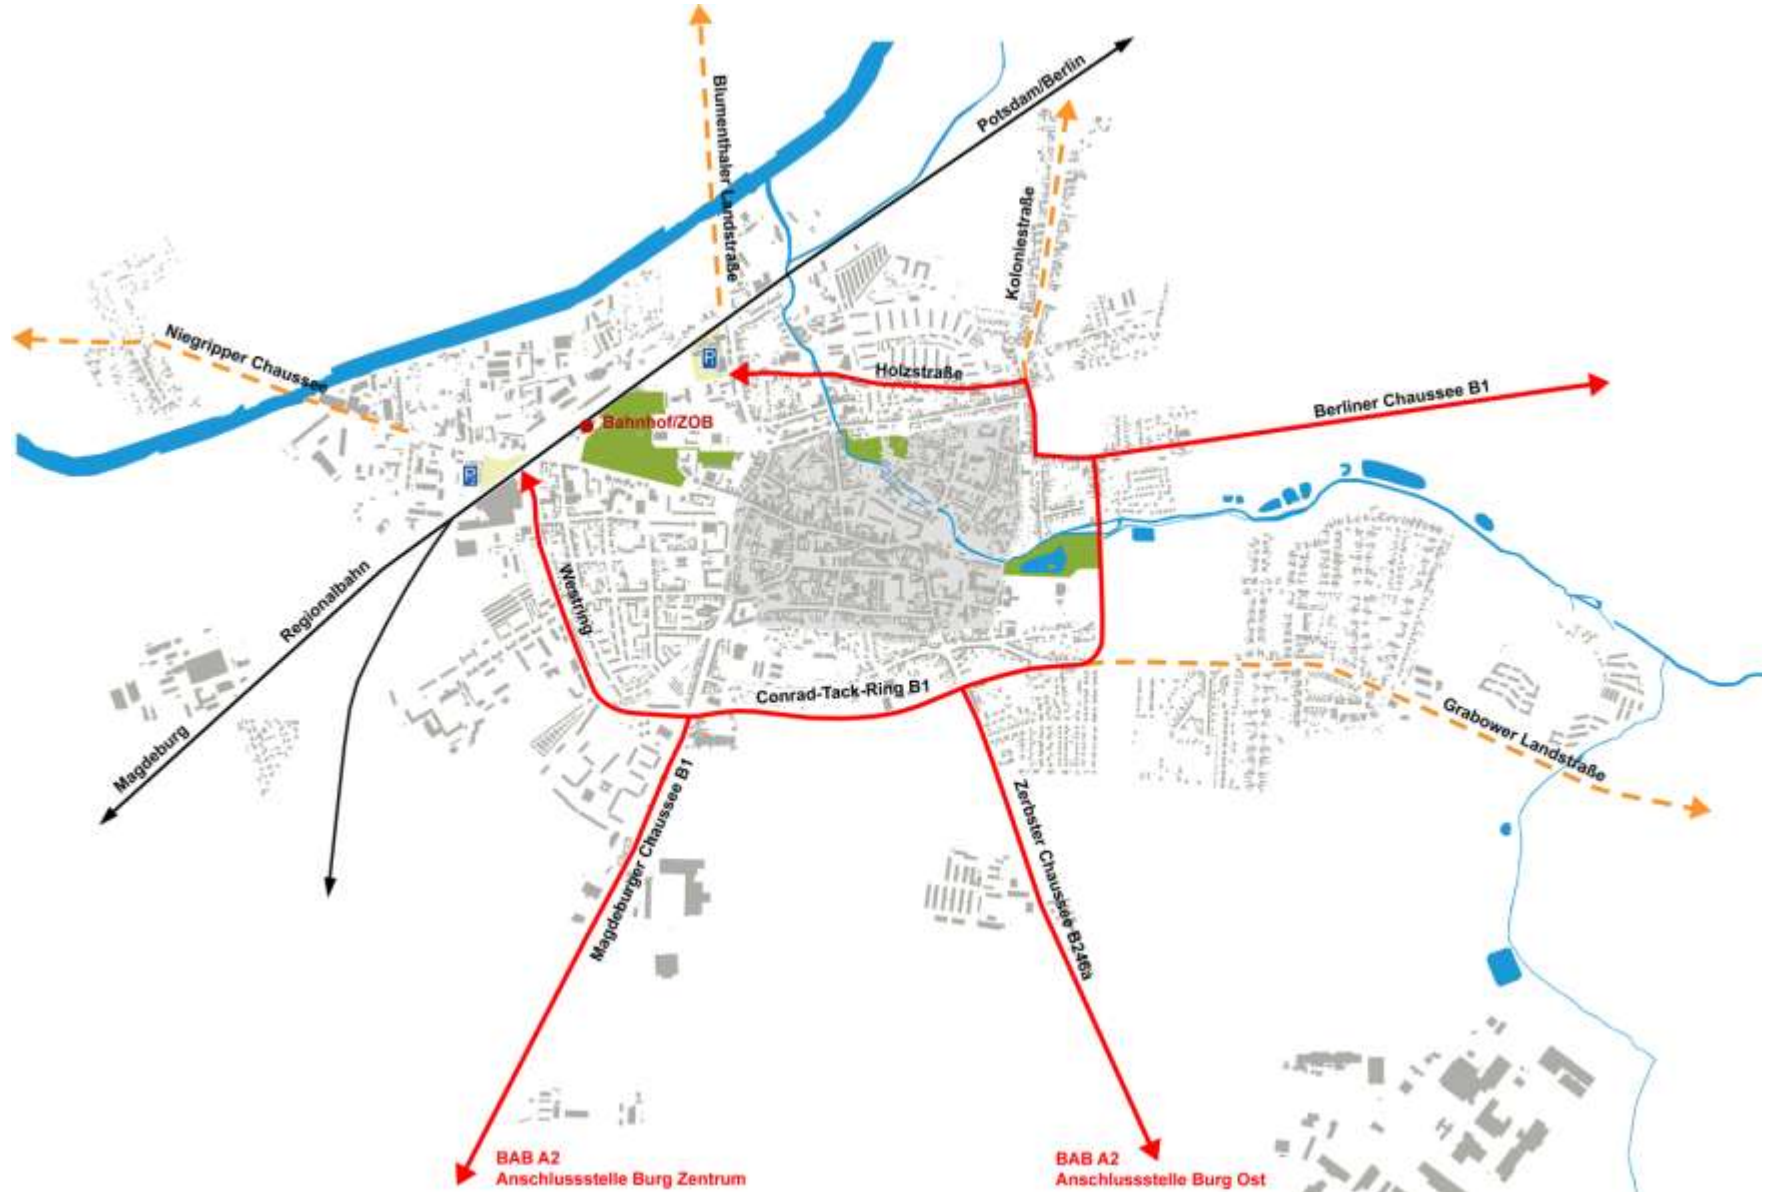 Blumenthaler Landstraße
Potsdam/Berlin
Koloniestraße
Niegripper Chaussee
P
Holzstraße
Berliner Chaussee B1
Bahnhof/ZOB
P
Westring
Regionalbahn
Conrad-Tack-Ring B1
Grabower Landstraße
Magdeburg
Magdeburger Chaussee B1
Zerbster Chaussee B246a
BAB A2
Anschlussstelle Burg Zentrum
BAB A2
Anschlussstelle Burg Ost